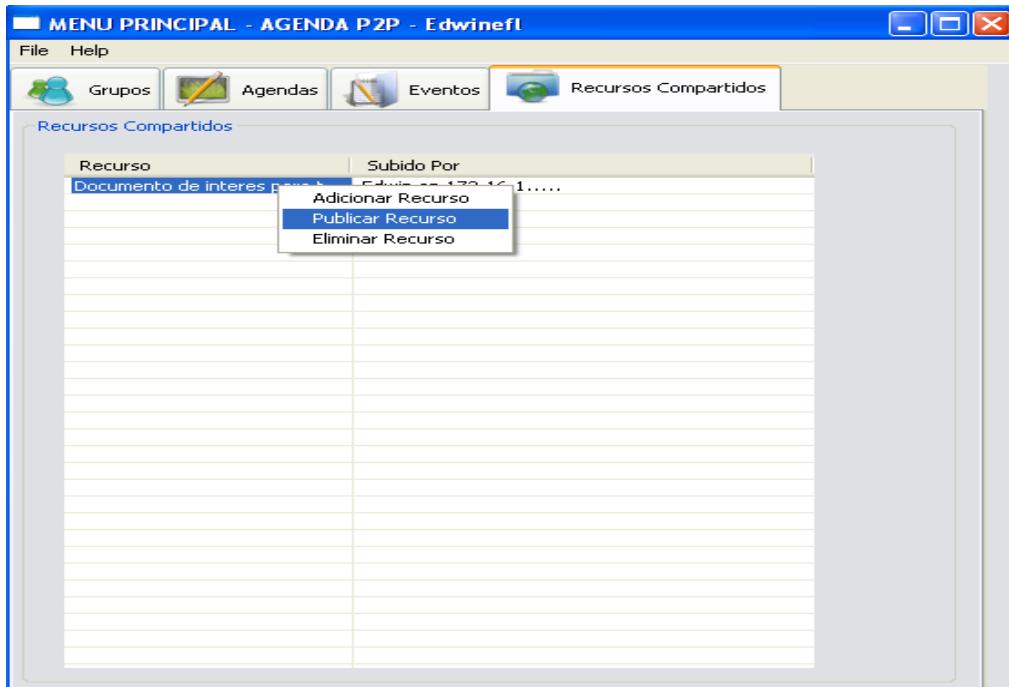 MENU PRINCIPAL - AGENDA P2P - Edwinefl
File Help
Grupos Agendas Eventos Recursos Compartidos
Recursos Compartidos
Recurso Subido Por
Documento de interes
Adicionar Recurso
Publicar Recurso
Eliminar Recurso